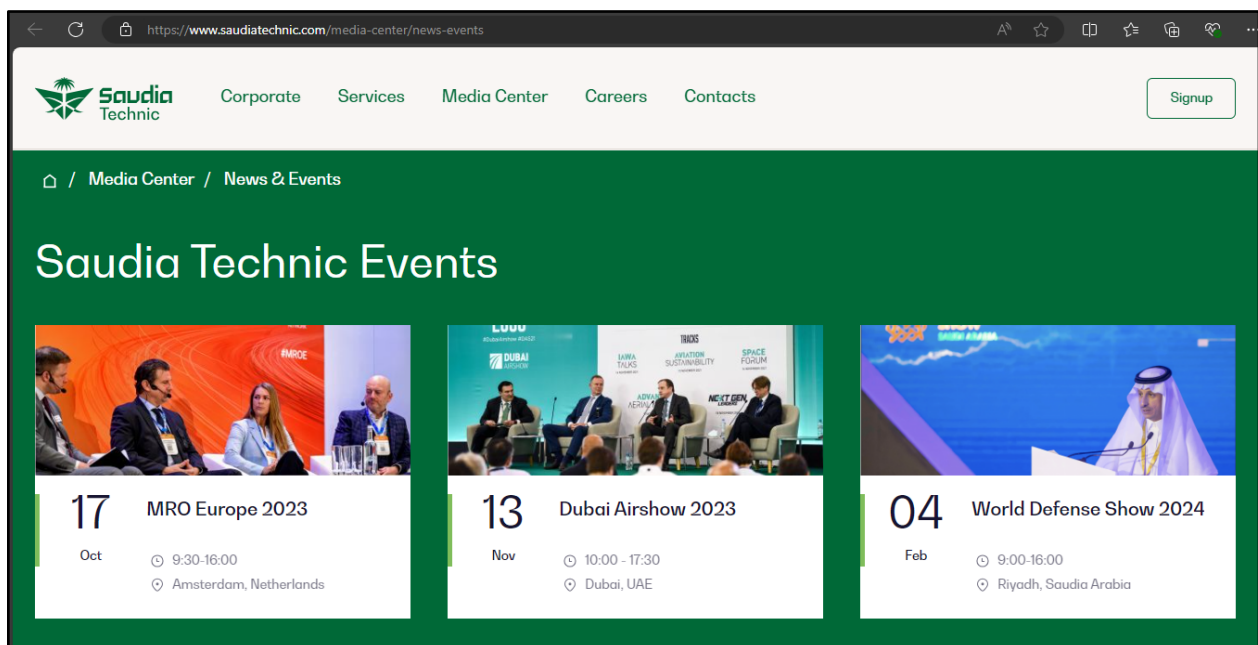 https://www.saudiatechnic.com/media-center/news-events
Saudia
Technic
Corporate
Services
Media Center
Careers
Contacts
Signup
/ Media Center / News & Events
Saudia Technic Events
#MROE
#DubaiAirshow #DAS21
DUBAI
AIRSHOW
TRACKS
IAWA
TALKS
AVIATION
SUSTAINABILITY
SPACE
FORUM
NEXT GEN
LEADERS
17
Oct
MRO Europe 2023
9:30-16:00
Amsterdam, Netherlands
13
Nov
Dubai Airshow 2023
10:00 - 17:30
Dubai, UAE
04
Feb
World Defense Show 2024
9:00-16:00
Riyadh, Saudia Arabia